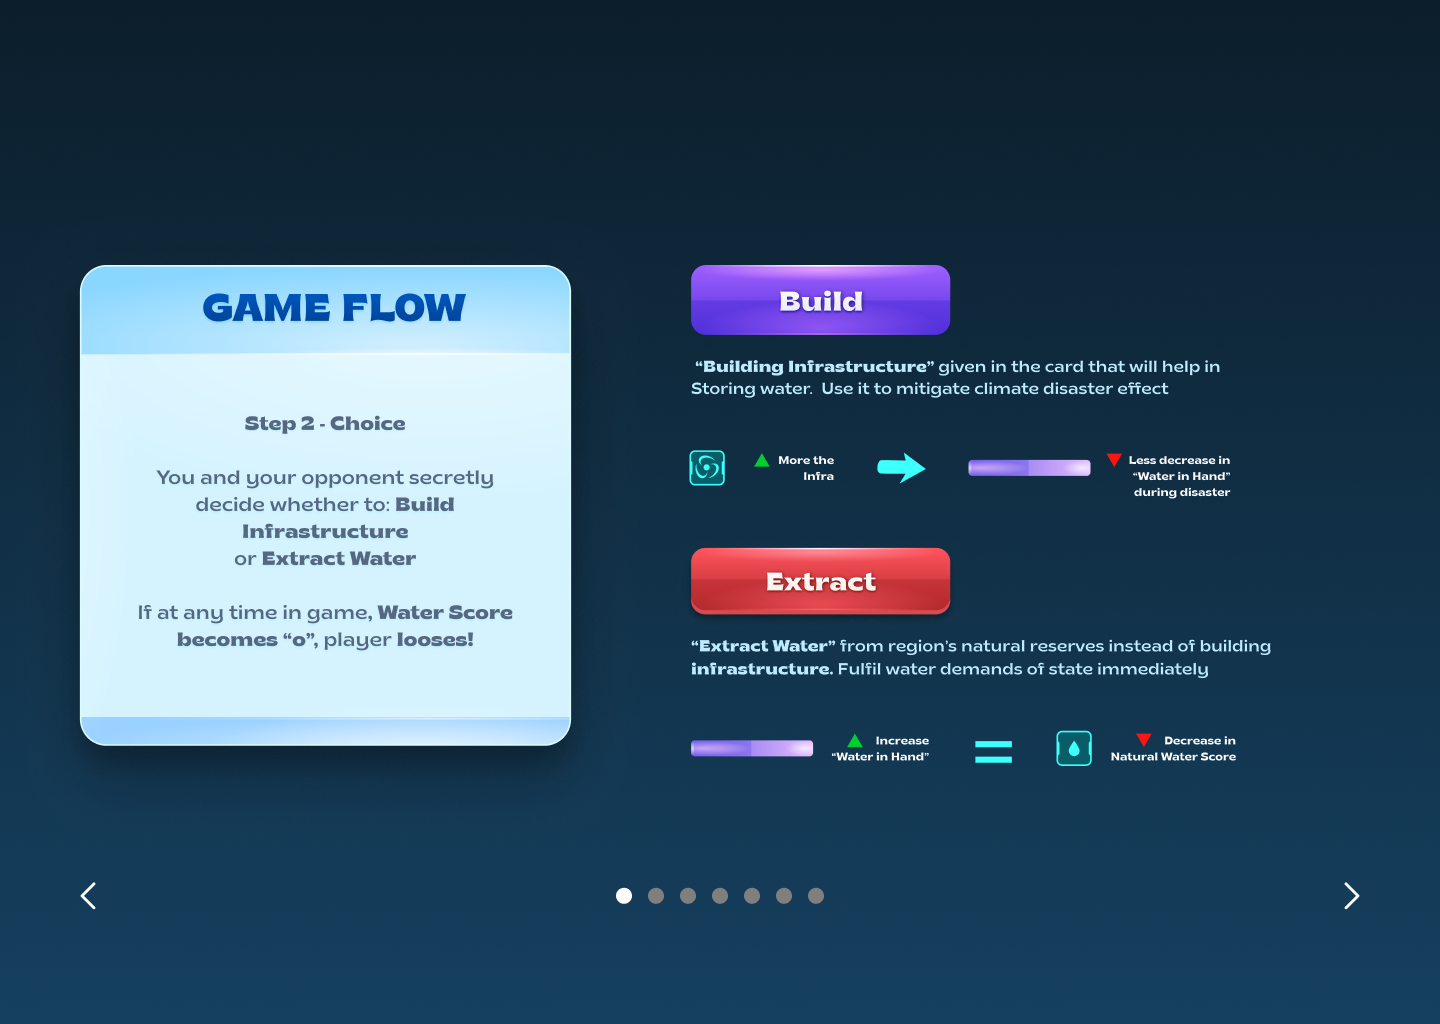 GAME FLOW
Step 2 - Choice
You and your opponent secretly
decide whether to: Build
Infrastructure
or Extract Water
If at any time in game, Water Score
becomes “0”, player looses!
Build
“Building Infrastructure” given in the card that will help in
Storing water. Use it to mitigate climate disaster effect
More the
Infra
Less decrease in
“Water in Hand”
during disaster
Extract
“Extract Water” from region’s natural reserves instead of building
infrastructure. Fulfil water demands of state immediately
Increase
“Water in Hand”
Decrease in
Natural Water Score